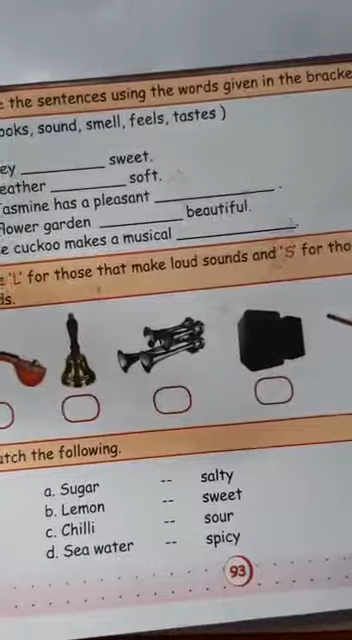 the sentences using the words given in the bracke
ooks, sound, smell, feels, tastes )
ey __________ sweet.
eather __________ soft.
asmine has a pleasant __________ .
lower garden __________ beautiful.
e cuckoo makes a musical __________.
'L' for those that make loud sounds and 'S' for tho
ds.
tch the following.
a. Sugar -- salty
b. Lemon -- sweet
c. Chilli -- sour
d. Sea water -- spicy
93